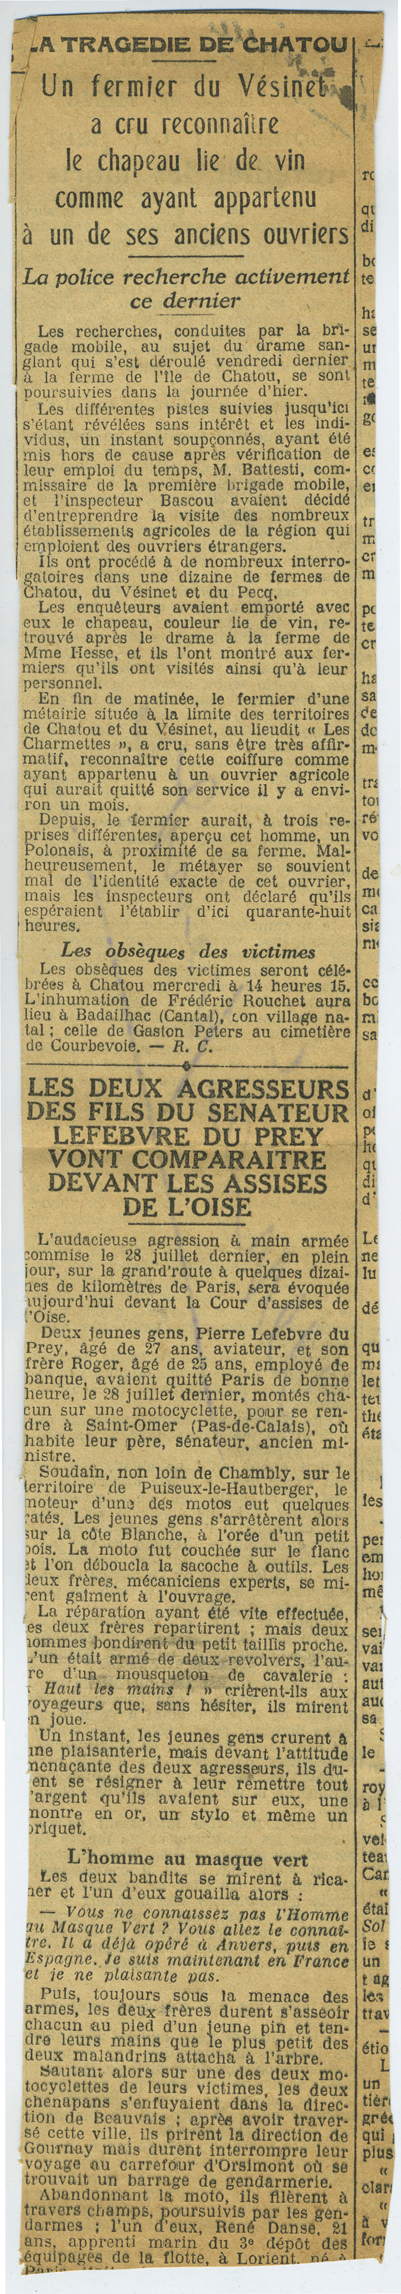 LA TRAGEDIE DE CHATOU
Un fermier du Vésinet
a cru reconnaître
le chapeau lie de vin
comme ayant appartenu
à un de ses anciens ouvriers
La police recherche activement
ce dernier
Les recherches, conduites par la bri-
gade mobile, au sujet du drame san-
glant qui s'est déroulé vendredi dernier
à la ferme de l'Ile de Chatou, se sont
poursuivies dans la journée d'hier.
Les différentes pistes suivies jusqu'ici
s'étant révélées sans intérêt et les indi-
vidus, un instant soupçonnés, ayant été
mis hors de cause après vérification de
leur emploi du temps, M. Battesti, com-
missaire de la première brigade mobile,
et l'inspecteur Bascou avaient décidé
d'entreprendre la visite des nombreux
établissements agricoles de la région qui
emploient des ouvriers étrangers.
Ils ont procédé à de nombreux interro-
gatoires dans une dizaine de fermes de
Chatou, du Vésinet et du Pecq.
Les enquêteurs avaient emporté avec
eux le chapeau, couleur lie de vin, re-
trouvé après le drame à la ferme de
Mme Hesse, et ils l'ont montré aux fer-
miers qu'ils ont visités ainsi qu'à leur
personnel.
En fin de matinée, le fermier d'une
métairie située à la limite des territoires
de Chatou et du Vésinet, au lieudit « Les
Charmettes », a cru, sans être très affir-
matif, reconnaître cette coiffure comme
ayant appartenu à un ouvrier agricole
qui aurait quitté son service il y a envi-
ron un mois.
Depuis, le fermier aurait, à trois re-
prises différentes, aperçu cet homme, un
Polonais, à proximité de sa ferme. Mal-
heureusement, le métayer se souvient
mal de l'identité exacte de cet ouvrier,
mais les inspecteurs ont déclaré qu'ils
espéraient l'établir d'ici quarante-huit
heures.
Les obsèques des victimes
Les obsèques des victimes seront célé-
brées à Chatou mercredi à 14 heures 15.
L'inhumation de Frédéric Rouchet aura
lieu à Badailhac (Cantal), son village na-
tal ; celle de Gaston Peters au cimetière
de Courbevoie. — R. C.
LES DEUX AGRESSEURS
DES FILS DU SENATEUR
LEFEBVRE DU PREY
VONT COMPARAITRE
DEVANT LES ASSISES
DE L'OISE
L'audacieuse agression à main armée
commise le 28 juillet dernier, en plein
jour, sur la grand'route à quelques dizai-
nes de kilomètres de Paris, sera évoquée
aujourd'hui devant la Cour d'assises de
l'Oise.
Deux jeunes gens, Pierre Lefebvre du
Prey, âgé de 27 ans, aviateur, et son
frère Roger, âgé de 25 ans, employé de
banque, avaient quitté Paris de bonne
heure, le 28 juillet dernier, montés cha-
cun sur une motocyclette, pour se ren-
dre à Saint-Omer (Pas-de-Calais), où
habite leur père, sénateur, ancien mi-
nistre.
Soudain, non loin de Chambly, sur le
territoire de Puiseux-le-Hautberger, le
moteur d'une des motos eut quelques
ratés. Les jeunes gens s'arrêtèrent alors
sur la côte Blanche, à l'orée d'un petit
bois. La moto fut couchée sur le flanc
et l'on déboucla la sacoche à outils. Les
deux frères, mécaniciens experts, se mi-
rent gaîment à l'ouvrage.
La réparation ayant été vite effectuée,
les deux frères repartirent ; mais deux
hommes bondirent du petit taillis proche.
L'un était armé de deux revolvers, l'au-
tre d'un mousqueton de cavalerie :
« Haut les mains ! » crièrent-ils aux
voyageurs que, sans hésiter, ils mirent
en joue.
Un instant, les jeunes gens crurent à
une plaisanterie, mais devant l'attitude
menaçante des deux agresseurs, ils du-
rent se résigner à leur remettre tout
l'argent qu'ils avaient sur eux, une
montre en or, un stylo et même un
briquet.
L'homme au masque vert
Les deux bandits se mirent à rica-
ner et l'un d'eux gouailla alors :
— Vous ne connaissez pas l'Homme
au Masque Vert ? Vous allez le connaî-
tre. Il a déjà opéré à Anvers, puis en
Espagne. Je suis maintenant en France
et je ne plaisante pas.
Puis, toujours sous la menace des
armes, les deux frères durent s'asseoir
chacun au pied d'un jeune pin et ten-
dre leurs mains que le plus petit des
deux malandrins attacha à l'arbre.
Sautant alors sur une des deux mo-
tocyclettes de leurs victimes, les deux
chenapans s'enfuyaient dans la direc-
tion de Beauvais ; après avoir traver-
sé cette ville, ils prirent la direction de
Gournay mais durent interrompre leur
voyage au carrefour d'Orsimont où se
trouvait un barrage de gendarmerie.
Abandonnant la moto, ils filèrent à
travers champs, poursuivis par les gen-
darmes ; l'un d'eux, René Danse, 21
ans, apprenti marin du 3e dépôt des
équipages de la flotte, à Lorient, né à